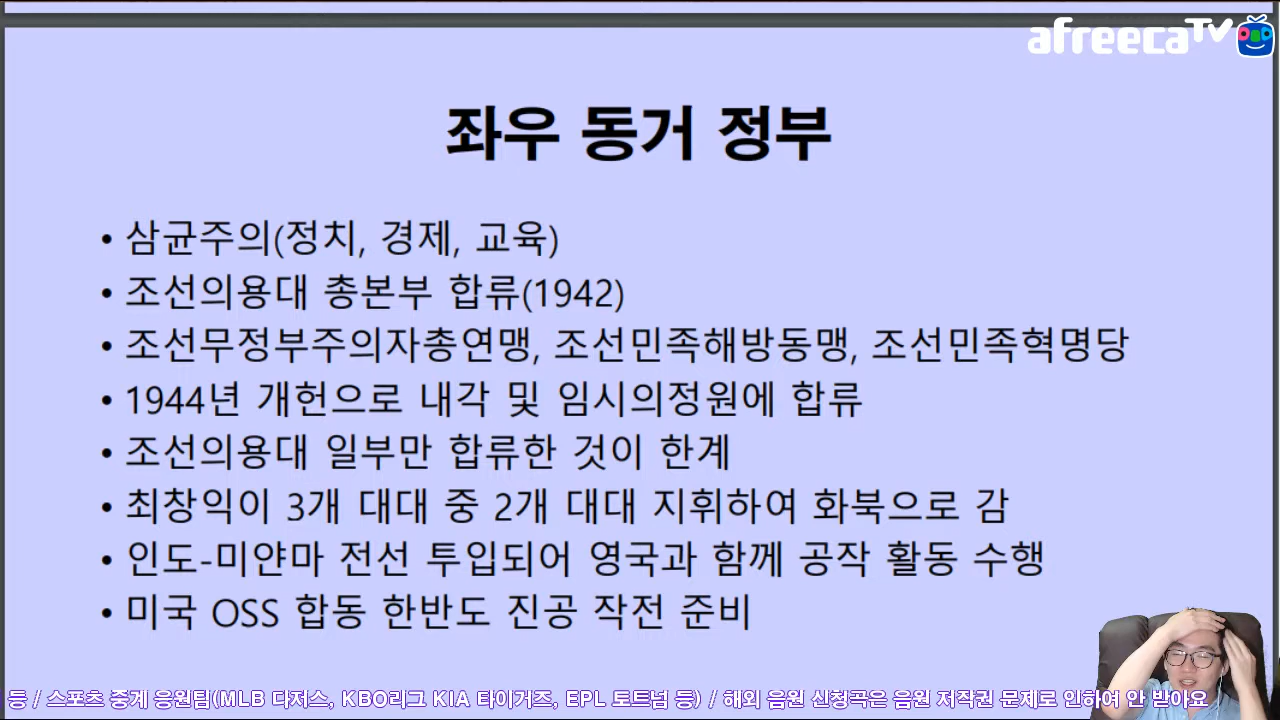 afreecaTV
좌우 동거 정부
• 삼균주의(정치, 경제, 교육)
• 조선의용대 총본부 합류(1942)
• 조선무정부주의자총연맹, 조선민족해방동맹, 조선민족혁명당
• 1944년 개헌으로 내각 및 임시의정원에 합류
• 조선의용대 일부만 합류한 것이 한계
• 최창익이 3개 대대 중 2개 대대 지휘하여 화북으로 감
• 인도-미얀마 전선 투입되어 영국과 함께 공작 활동 수행
• 미국 OSS 합동 한반도 진공 작전 준비
등 / 스포츠 중계 응원팀(MLB 다저스, KBO리그 KIA 타이거즈, EPL 토트넘 등) / 해외 음원 신청곡은 음원 저작권 문제로 인하여 안 받아요